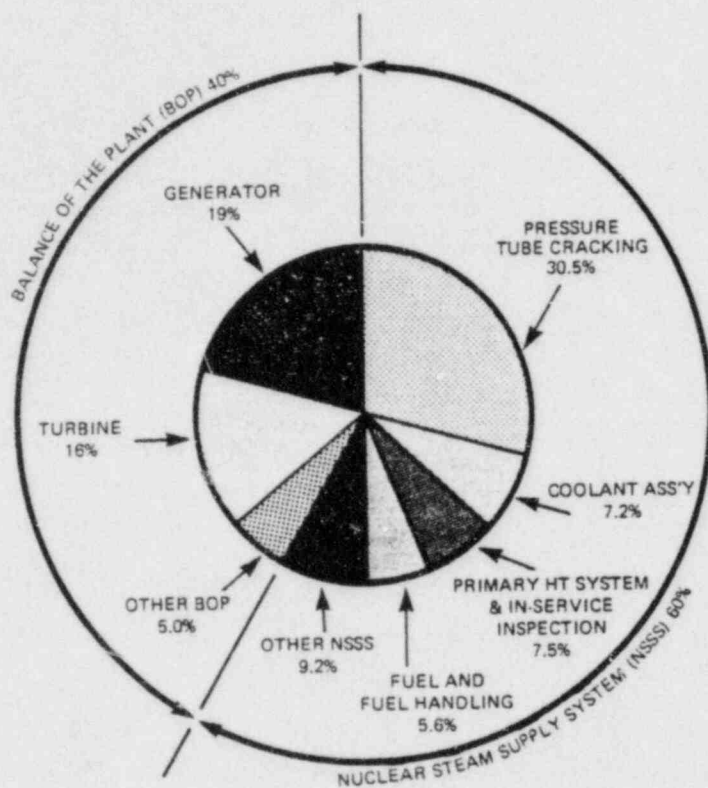 BALANCE OF THE PLANT (BOP) 40%
GENERATOR
19%
PRESSURE
TUBE CRACKING
30.5%
TURBINE
16%
COOLANT ASS'Y
7.2%
OTHER BOP
5.0%
OTHER NSSS
9.2%
FUEL AND
FUEL HANDLING
5.6%
PRIMARY HT SYSTEM
& IN-SERVICE
INSPECTION
7.5%
NUCLEAR STEAM SUPPLY SYSTEM (NSSS) 60%